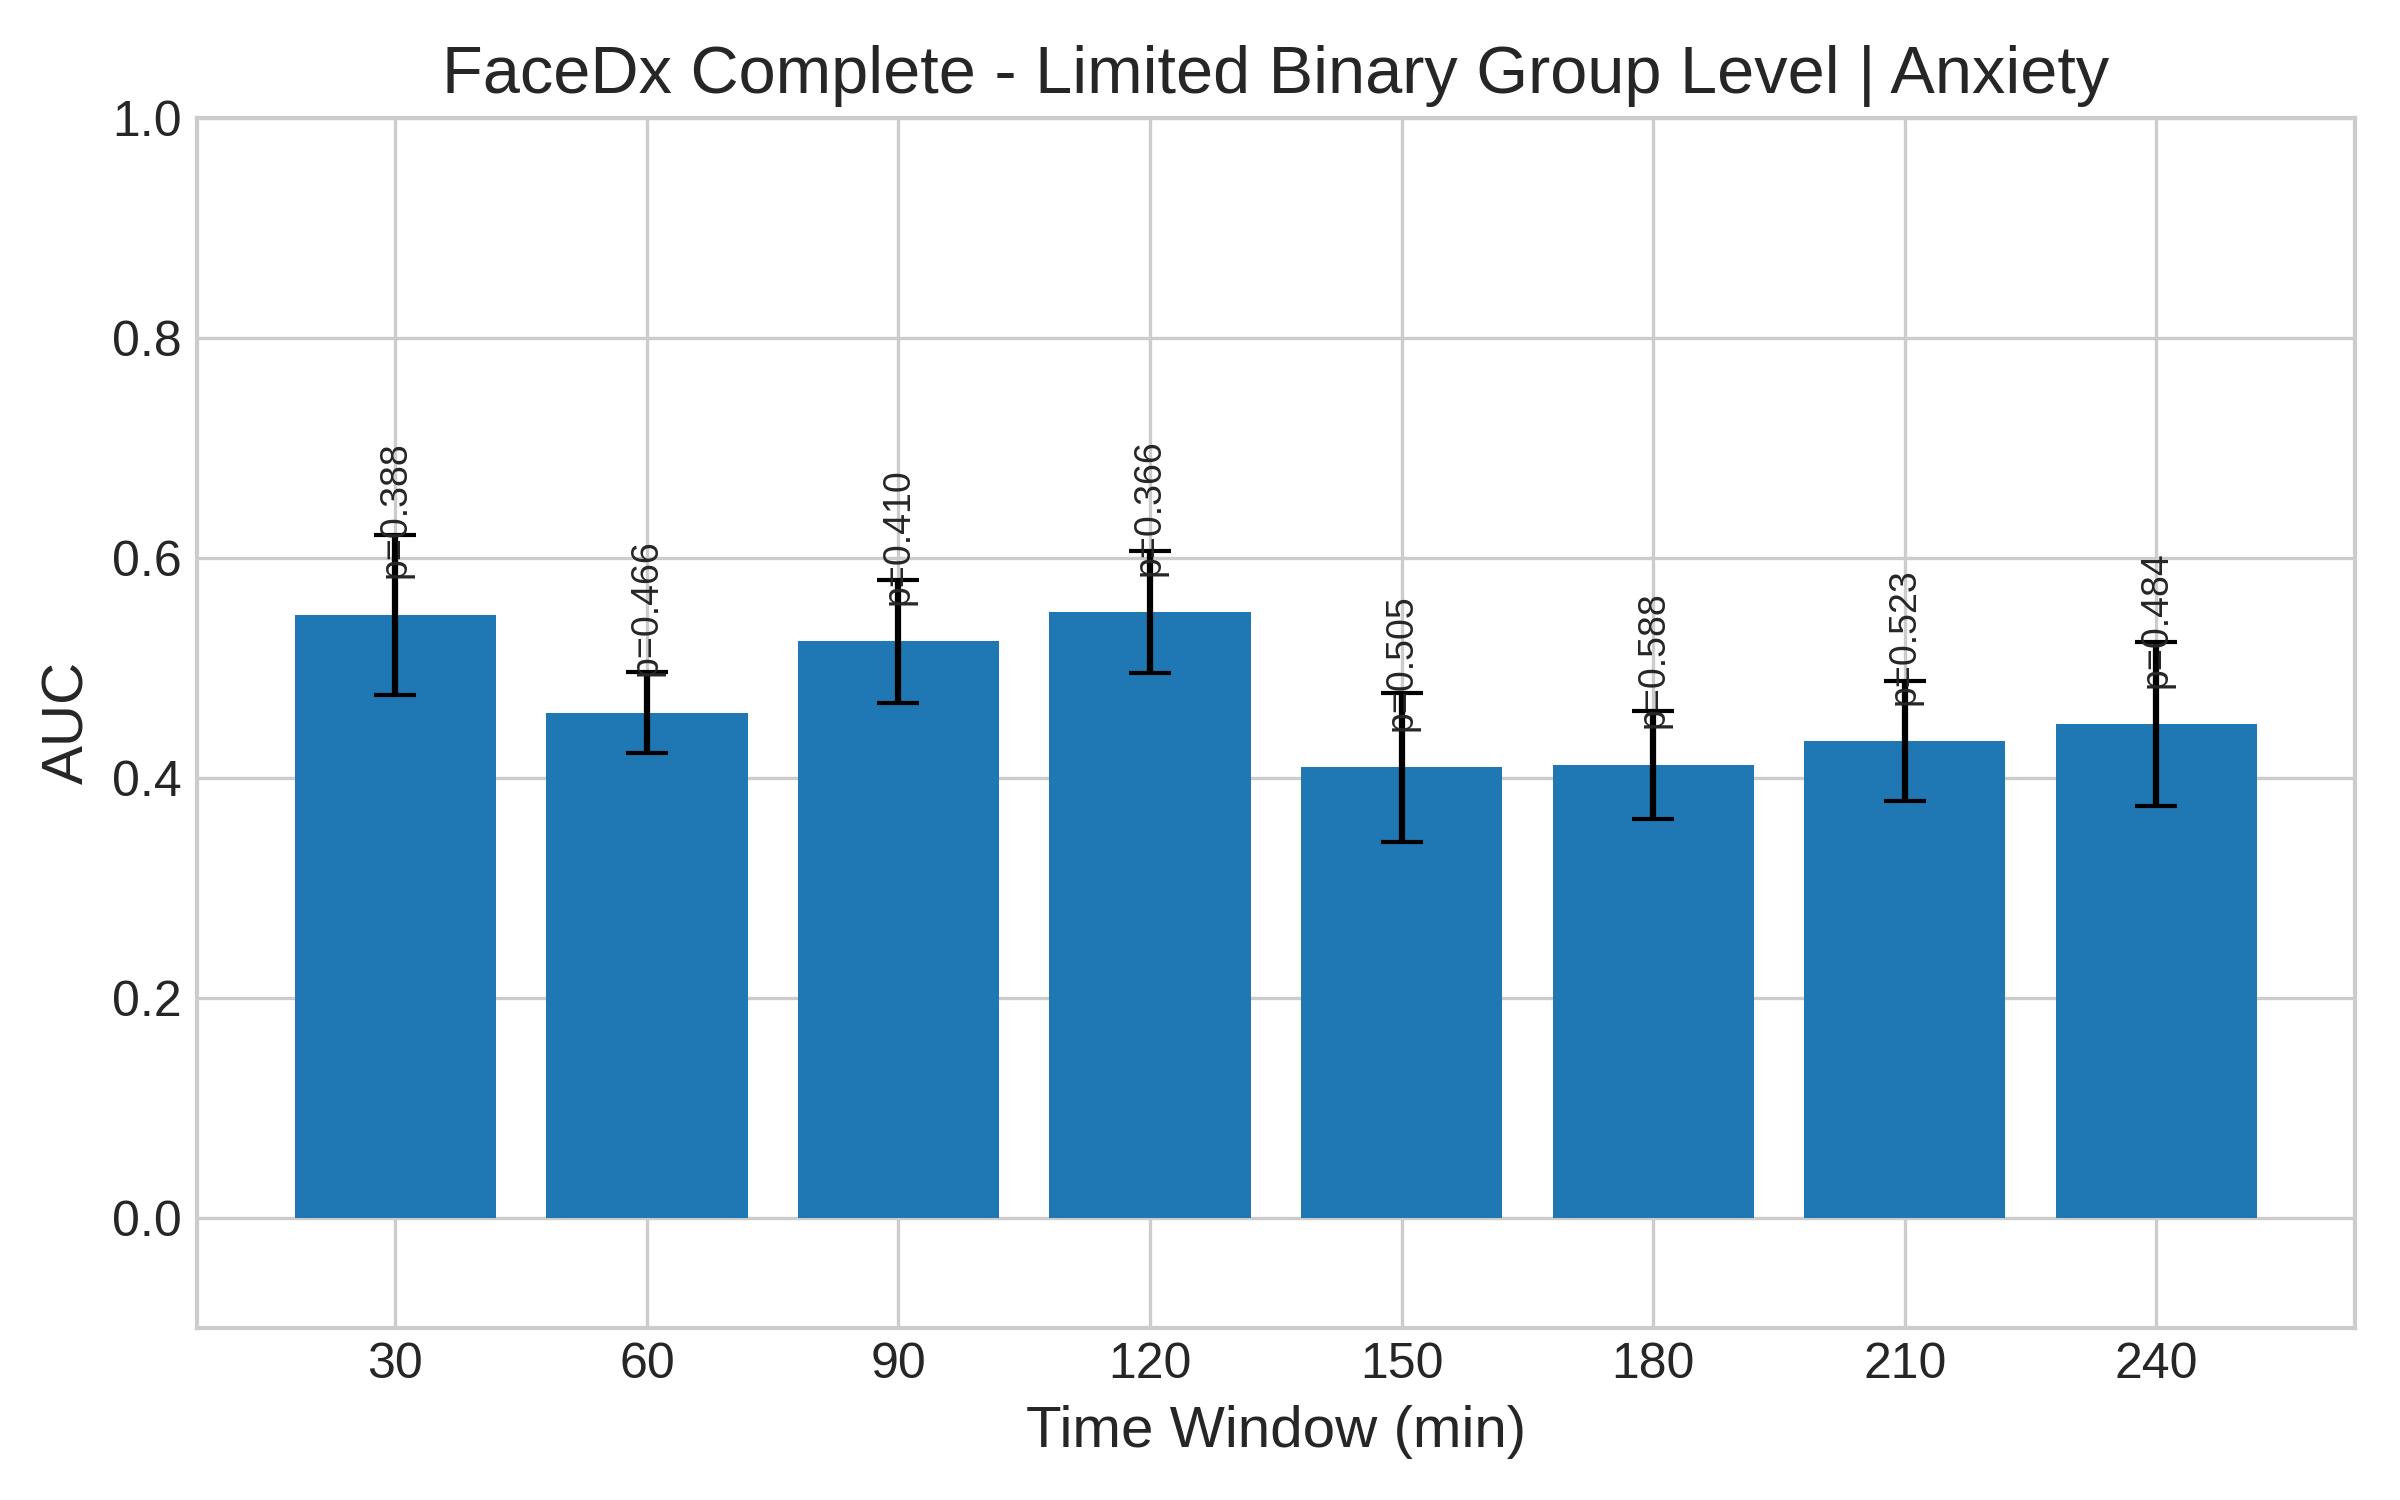 FaceDx Complete - Limited Binary Group Level | Anxiety
AUC
1.0
0.8
0.6
0.4
0.2
0.0
p=0.388
p=0.466
p=0.410
p=0.366
p=0.505
p=0.588
p=0.523
p=0.484
30 60 90 120 150 180 210 240
Time Window (min)